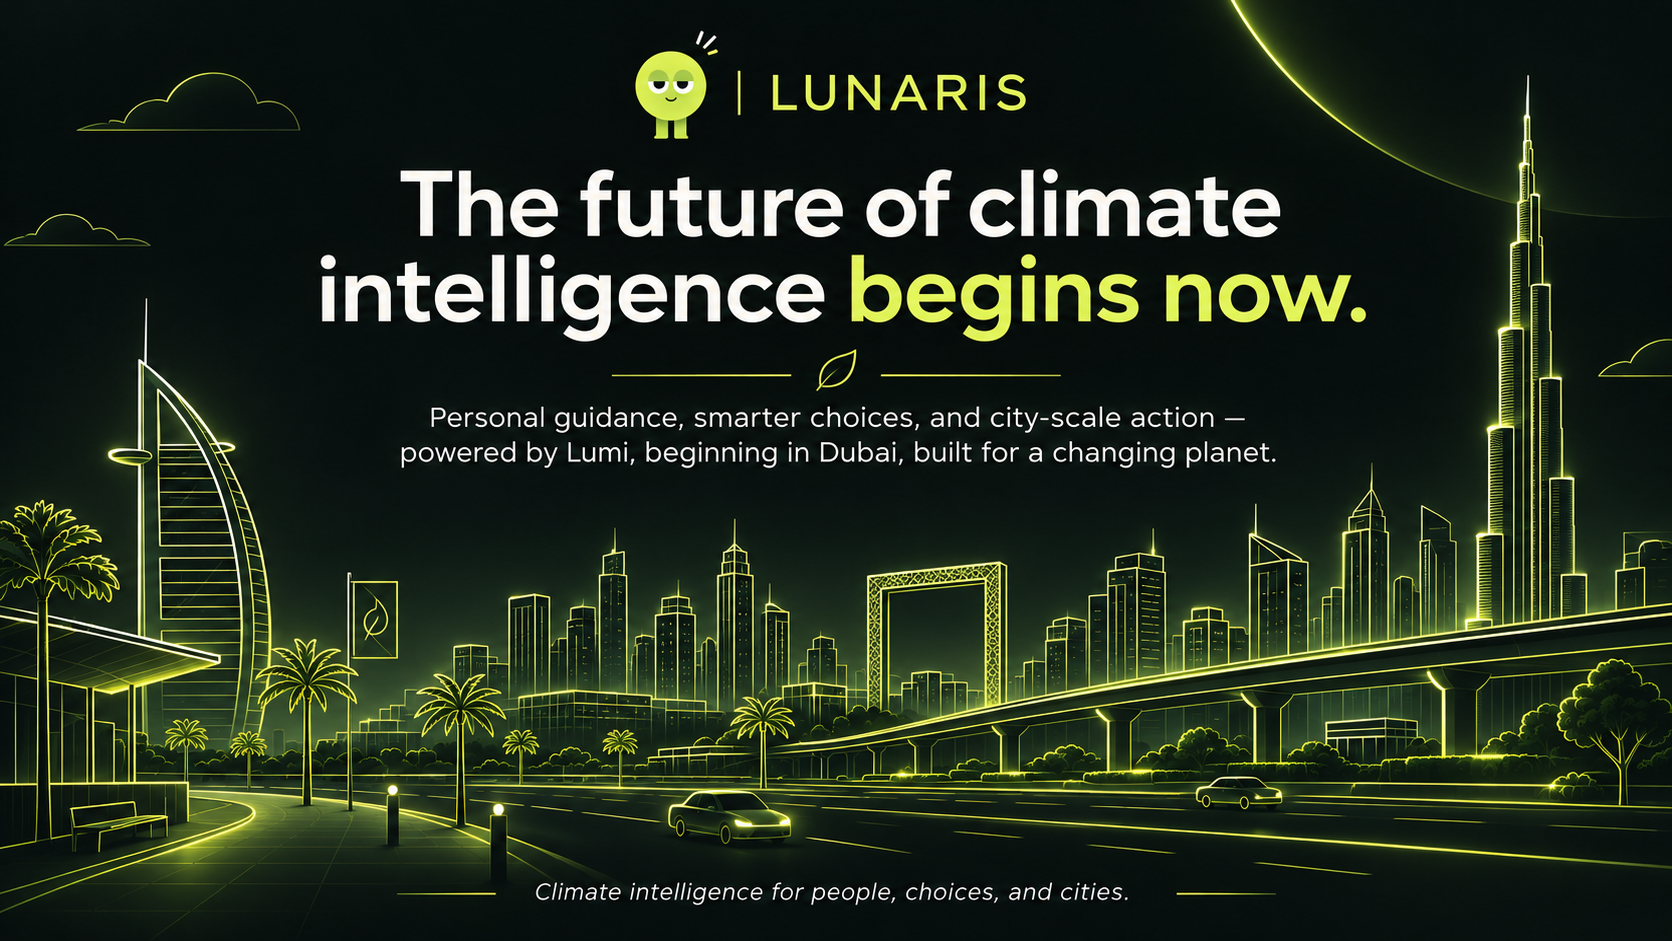 LUNARIS
The future of climate
intelligence begins now.
Personal guidance, smarter choices, and city-scale action —
powered by Lumi, beginning in Dubai, built for a changing planet.
Climate intelligence for people, choices, and cities.